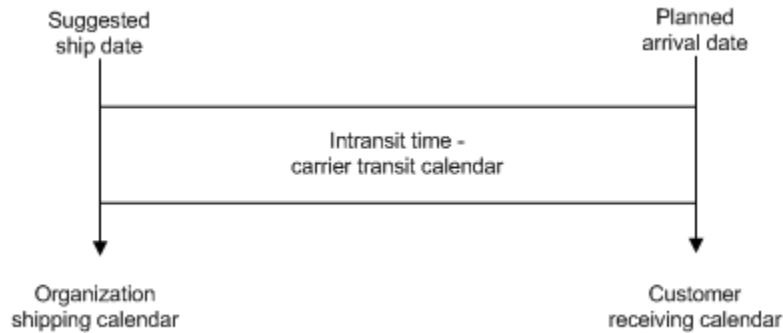 Suggested
ship date
Planned
arrival date
Intransit time -
carrier transit calendar
Organization
shipping calendar
Customer
receiving calendar